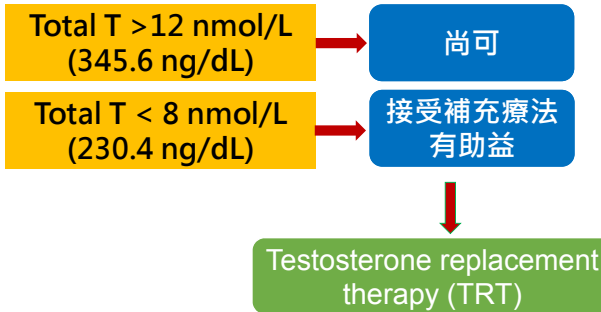 Total T >12 nmol/L
(345.6 ng/dL)
尚可
Total T < 8 nmol/L
(230.4 ng/dL)
接受補充療法
有助益
Testosterone replacement
therapy (TRT)